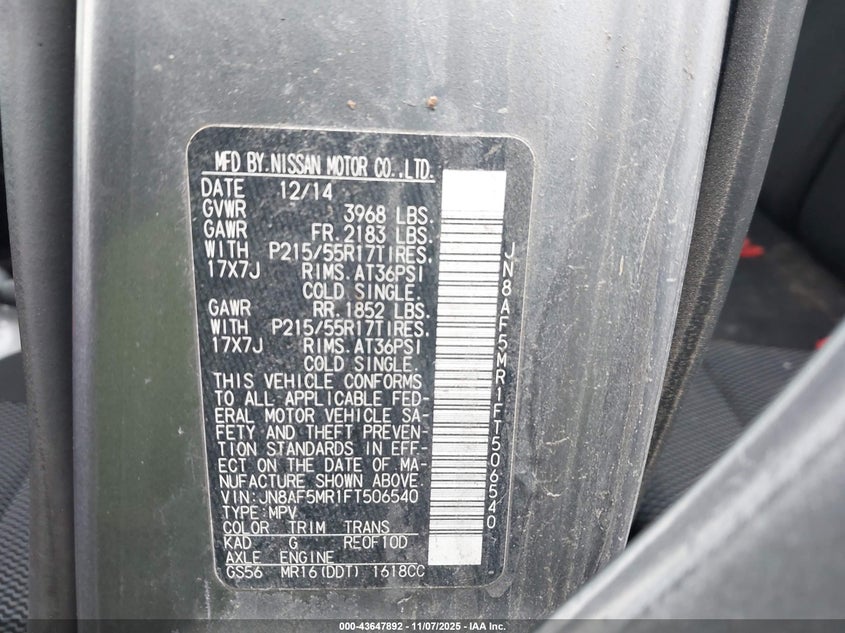 MFD BY.NISSAN MOTOR CO.,LTD.
DATE 12/14
GVWR 3968 LBS.
GAWR FR.2183 LBS.
WITH P215/55R17TIRES.
17X7J RIMS.AT36PSI
COLD SINGLE.
GAWR RR.1852 LBS.
WITH P215/55R17TIRES.
17X7J RIMS.AT36PSI
COLD SINGLE.
THIS VEHICLE CONFORMS
TO ALL APPLICABLE FED-
ERAL MOTOR VEHICLE SA-
FETY AND THEFT PREVEN-
TION STANDARDS IN EFF-
ECT ON THE DATE OF MA-
NUFACTURE SHOWN ABOVE.
VIN:JN8AF5MR1FT506540
TYPE:MPV
COLOR TRIM TRANS
KAD G RE0F10D
AXLE ENGINE
GS56 MR16(DDT) 1618CC
JN8AF5MR1FT506540
000-43647892 - 11/07/2025 - IAA Inc.